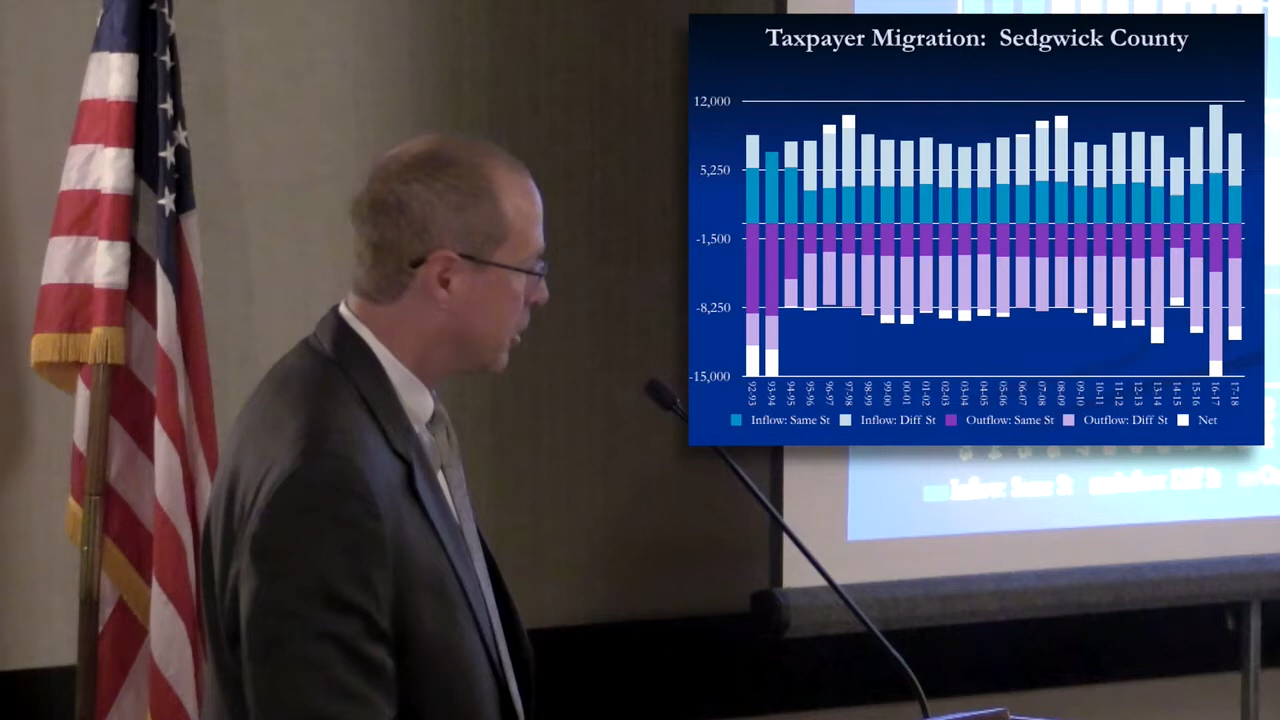 Taxpayer Migration: Sedgwick County
12,000
5,250
-1,500
-8,250
-15,000
92-93 93-94 94-95 95-96 96-97 97-98 98-99 99-00 00-01 01-02 02-03 03-04 04-05 05-06 06-07 07-08 08-09 09-10 10-11 11-12 12-13 13-14 14-15 15-16 16-17 17-18
Inflow: Same St Inflow: Diff St Outflow: Same St Outflow: Diff St Net
Inflow: Same St